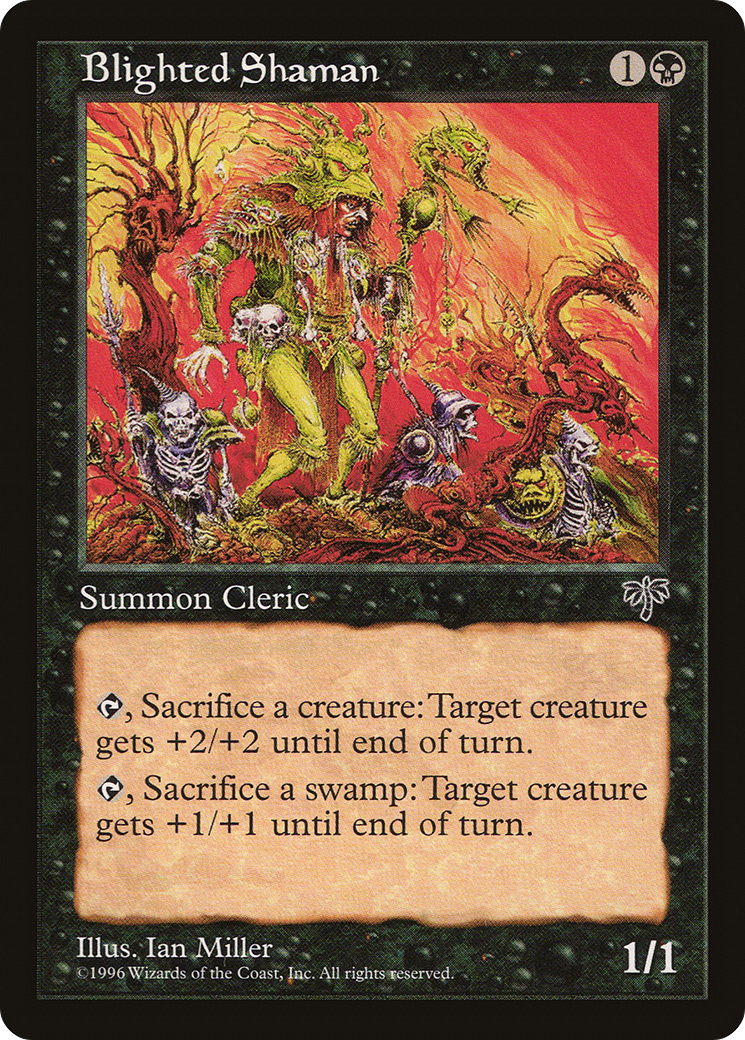 Blighted Shaman 1
Summon Cleric
, Sacrifice a creature: Target creature
gets +2/+2 until end of turn.
, Sacrifice a swamp: Target creature
gets +1/+1 until end of turn.
Illus. Ian Miller
©1996 Wizards of the Coast, Inc. All rights reserved.
1/1